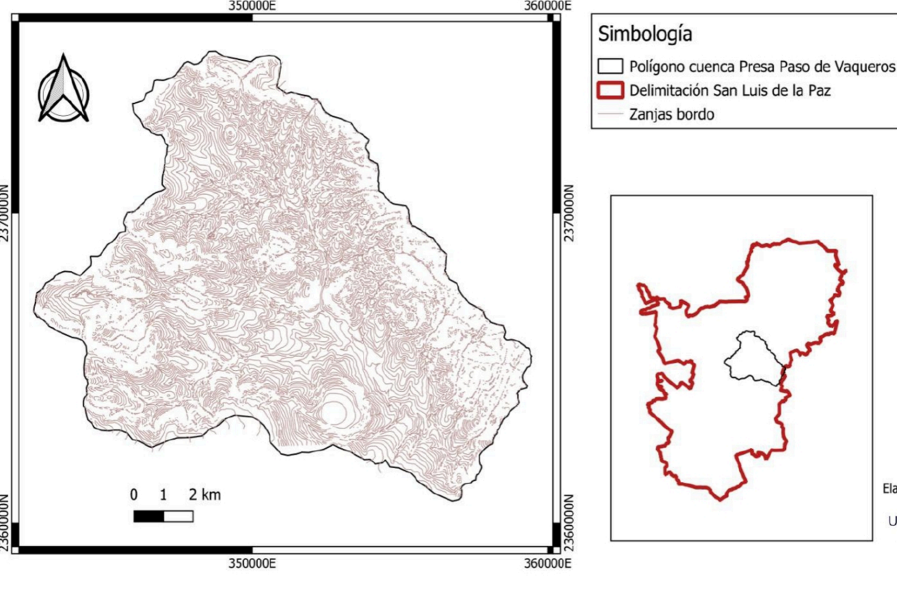 350000E
360000E
Simbología
Polígono cuenca Presa Paso de Vaqueros
Delimitación San Luis de la Paz
Zanjas bordo
2370000N
2370000N
0 1 2 km
2360000N
2360000N
Ela
U
350000E
360000E